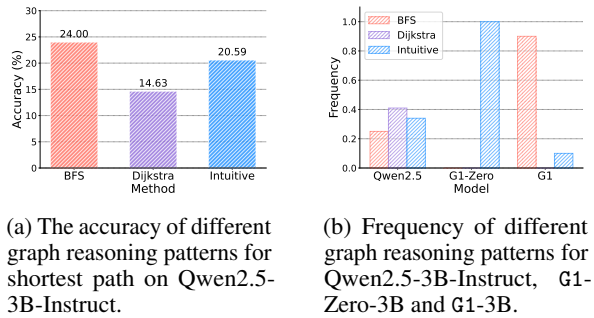 30
25
20
15
10
5
0
Accuracy (%)
24.00
14.63
20.59
BFS
Dijkstra
Intuitive
Method
1.0
0.8
0.6
0.4
0.2
0.0
Frequency
BFS
Dijkstra
Intuitive
Qwen2.5
G1-Zero
G1
Model
(a) The accuracy of different
graph reasoning patterns for
shortest path on Qwen2.5-
3B-Instruct.
(b) Frequency of different
graph reasoning patterns for
Qwen2.5-3B-Instruct, G1-
Zero-3B and G1-3B.